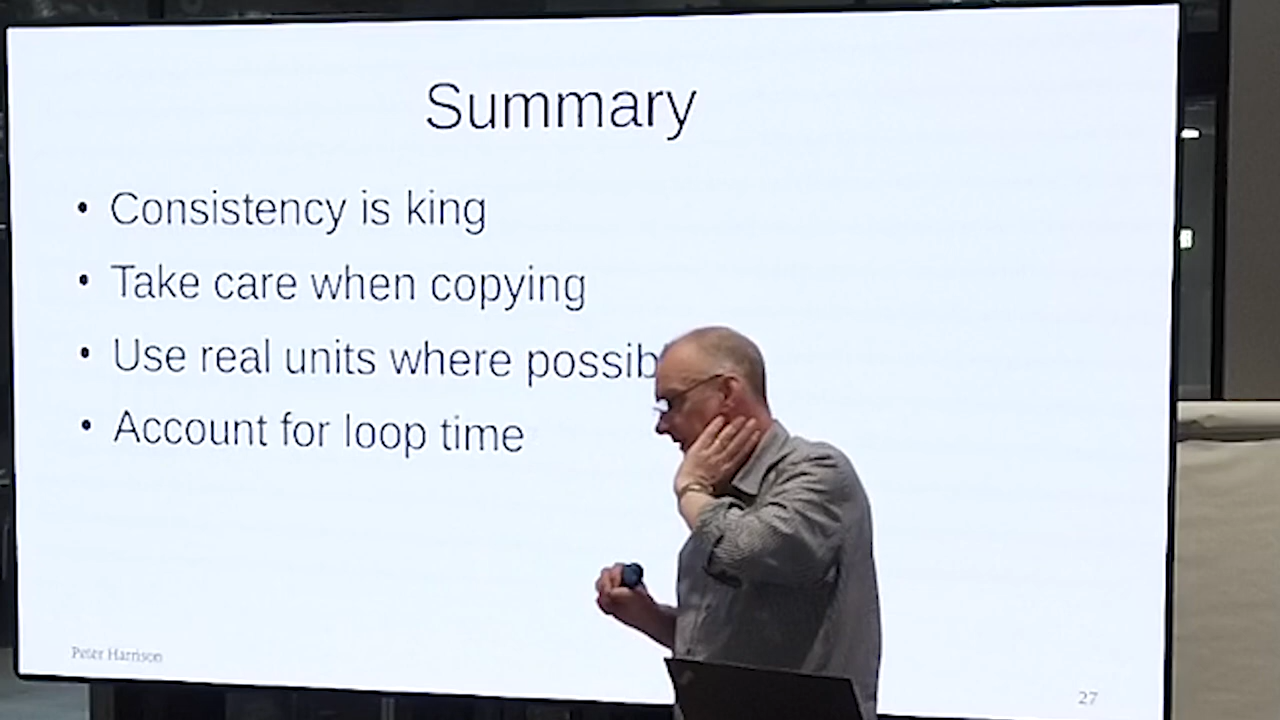 Summary
• Consistency is king
• Take care when copying
• Use real units where possib
• Account for loop time
Peter Harrison
27